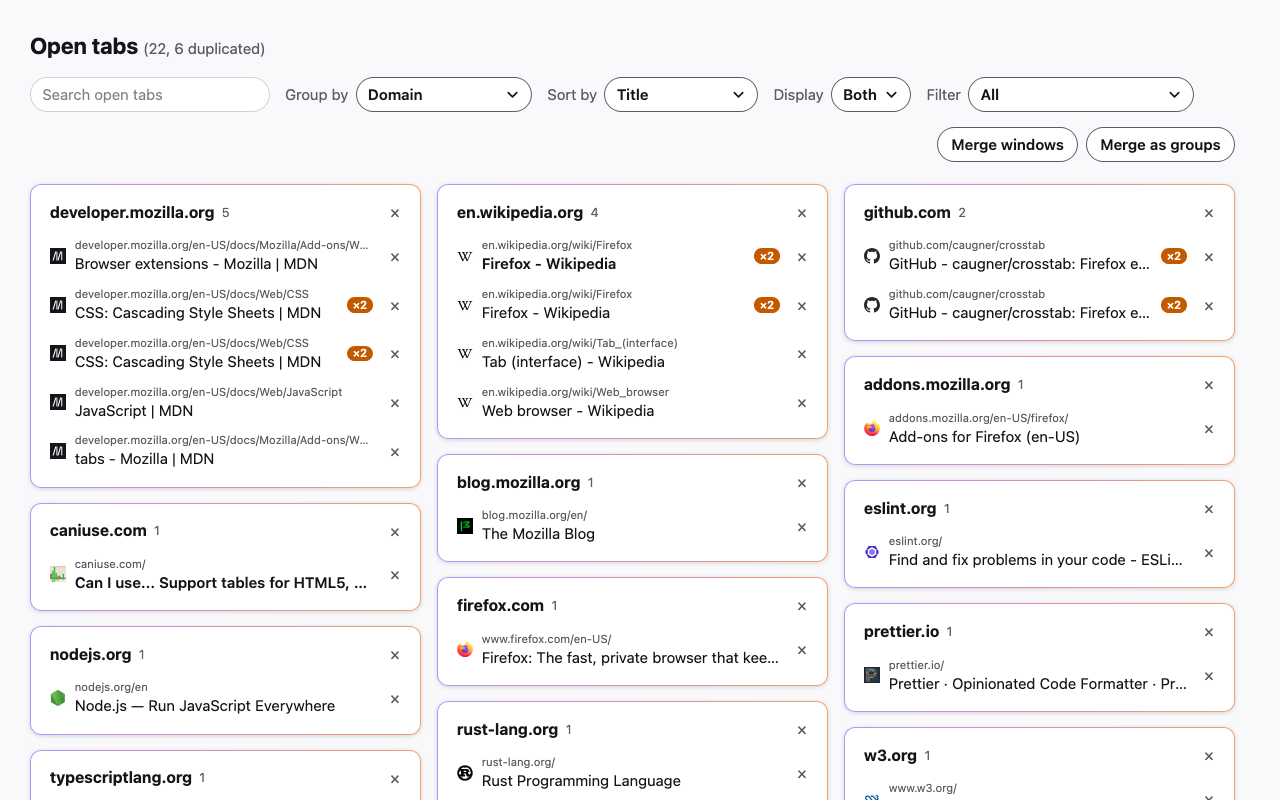 Open tabs (22, 6 duplicated)
Search open tabs
Group by Domain
Sort by Title
Display Both
Filter All
Merge windows
Merge as groups
developer.mozilla.org 5
developer.mozilla.org/en-US/docs/Mozilla/Add-ons/W...
Browser extensions - Mozilla | MDN
developer.mozilla.org/en-US/docs/Web/CSS
CSS: Cascading Style Sheets | MDN ×2
developer.mozilla.org/en-US/docs/Web/CSS
CSS: Cascading Style Sheets | MDN ×2
developer.mozilla.org/en-US/docs/Web/JavaScript
JavaScript | MDN
developer.mozilla.org/en-US/docs/Mozilla/Add-ons/W...
tabs - Mozilla | MDN
caniuse.com 1
caniuse.com/
Can I use... Support tables for HTML5, ...
nodejs.org 1
nodejs.org/en
Node.js — Run JavaScript Everywhere
typescriptlang.org 1
en.wikipedia.org 4
en.wikipedia.org/wiki/Firefox
Firefox - Wikipedia ×2
en.wikipedia.org/wiki/Firefox
Firefox - Wikipedia ×2
en.wikipedia.org/wiki/Tab_(interface)
Tab (interface) - Wikipedia
en.wikipedia.org/wiki/Web_browser
Web browser - Wikipedia
blog.mozilla.org 1
blog.mozilla.org/en/
The Mozilla Blog
firefox.com 1
www.firefox.com/en-US/
Firefox: The fast, private browser that kee...
rust-lang.org 1
rust-lang.org/
Rust Programming Language
github.com 2
github.com/caugner/crosstab
GitHub - caugner/crosstab: Firefox e... ×2
github.com/caugner/crosstab
GitHub - caugner/crosstab: Firefox e... ×2
addons.mozilla.org 1
addons.mozilla.org/en-US/firefox/
Add-ons for Firefox (en-US)
eslint.org 1
eslint.org/
Find and fix problems in your code - ESLi...
prettier.io 1
prettier.io/
Prettier · Opinionated Code Formatter · Pr...
w3.org 1
www.w3.org/